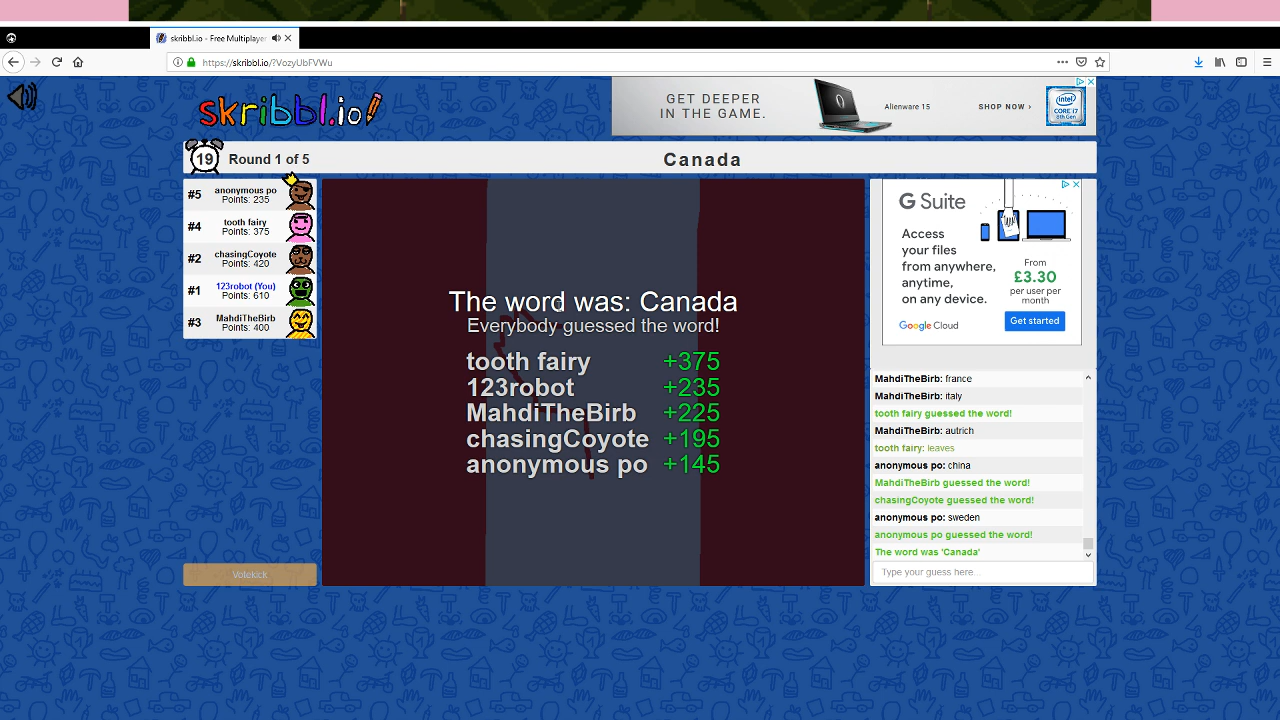 skribbl.io - Free Multiplayer
https://skribbl.io/?VozyUbFVWu
skribbl.io
GET DEEPER
IN THE GAME.
Alienware 15
SHOP NOW ›
intel
CORE i7
8th Gen
19
Round 1 of 5
Canada
#5
anonymous po
Points: 235
#4
tooth fairy
Points: 375
#2
chasingCoyote
Points: 420
#1
123robot (You)
Points: 610
#3
MahdiTheBirb
Points: 400
Votekick
The word was: Canada
Everybody guessed the word!
tooth fairy +375
123robot +235
MahdiTheBirb +225
chasingCoyote +195
anonymous po +145
G Suite
Access
your files
from anywhere,
anytime,
on any device.
From
£3.30
per user per
month
Get started
Google Cloud
MahdiTheBirb: france
MahdiTheBirb: italy
tooth fairy guessed the word!
MahdiTheBirb: autrich
tooth fairy: leaves
anonymous po: china
MahdiTheBirb guessed the word!
chasingCoyote guessed the word!
anonymous po: sweden
anonymous po guessed the word!
The word was 'Canada'
Type your guess here...